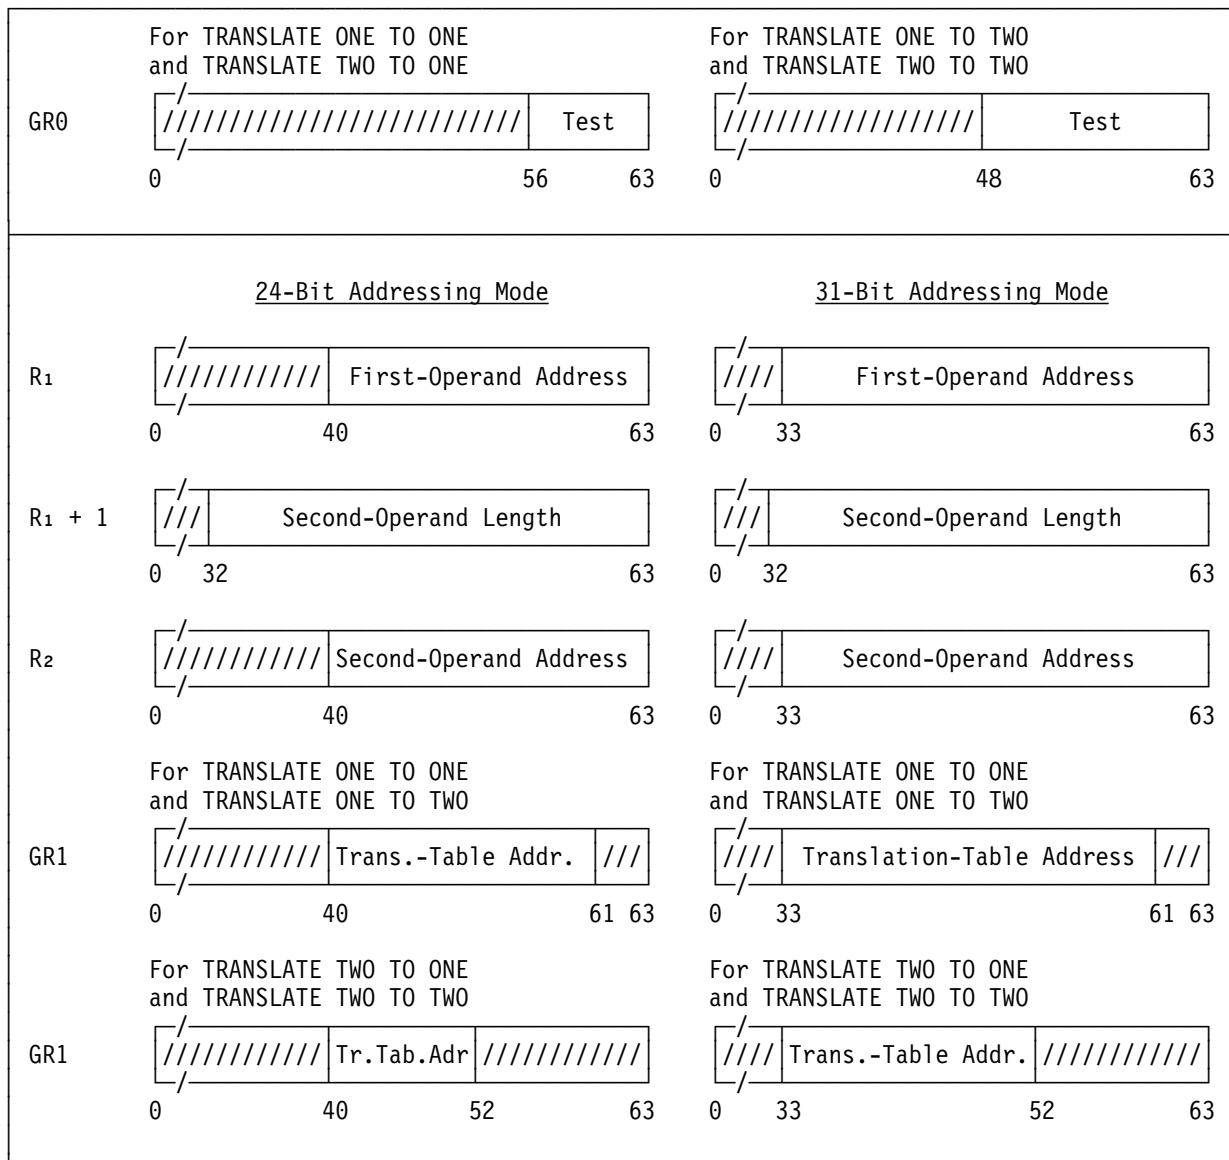 For TRANSLATE ONE TO ONE For TRANSLATE ONE TO TWO
and TRANSLATE TWO TO ONE and TRANSLATE TWO TO TWO
GR0 /////////////////////////// Test /////////////////// Test
0 56 63 0 48 63
24-Bit Addressing Mode 31-Bit Addressing Mode
R₁ //////////// First-Operand Address //// First-Operand Address
0 40 63 0 33 63
R₁ + 1 /// Second-Operand Length /// Second-Operand Length
0 32 63 0 32 63
R₂ //////////// Second-Operand Address //// Second-Operand Address
0 40 63 0 33 63
For TRANSLATE ONE TO ONE For TRANSLATE ONE TO ONE
and TRANSLATE ONE TO TWO and TRANSLATE ONE TO TWO
GR1 //////////// Trans.-Table Addr. /// //// Translation-Table Address ///
0 40 61 63 0 33 61 63
For TRANSLATE TWO TO ONE For TRANSLATE TWO TO ONE
and TRANSLATE TWO TO TWO and TRANSLATE TWO TO TWO
GR1 //////////// Tr.Tab.Adr //////////// //// Trans.-Table Addr. ////////////
0 40 52 63 0 33 52 63